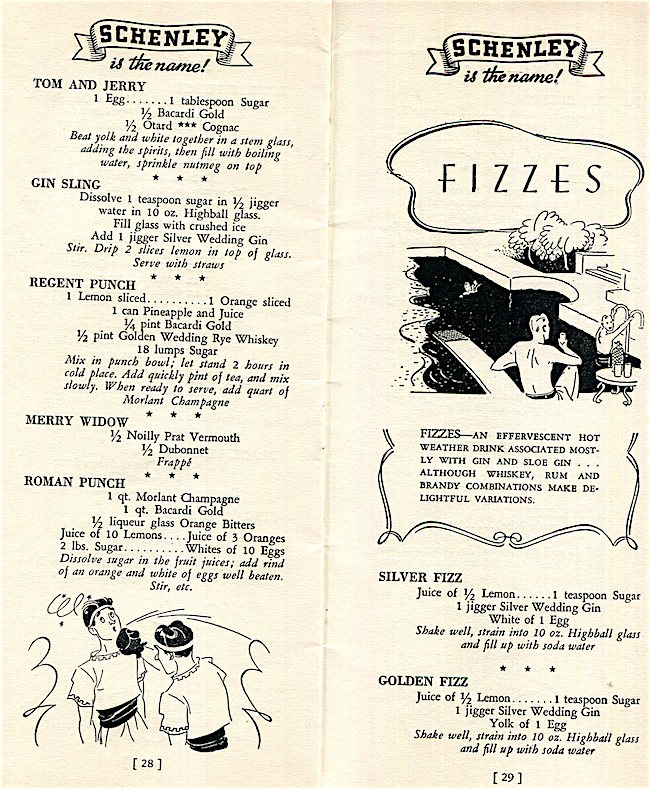 SCHENLEY
is the name!
TOM AND JERRY
1 Egg.......1 tablespoon Sugar
½ Bacardi Gold
½ Otard *** Cognac
Beat yolk and white together in a stem glass,
adding the spirits, then fill with boiling
water, sprinkle nutmeg on top
* * *
GIN SLING
Dissolve 1 teaspoon sugar in ½ jigger
water in 10 oz. Highball glass.
Fill glass with crushed ice
Add 1 jigger Silver Wedding Gin
Stir. Drip 2 slices lemon in top of glass.
Serve with straws
* * *
REGENT PUNCH
1 Lemon sliced..........1 Orange sliced
1 can Pineapple and Juice
¼ pint Bacardi Gold
½ pint Golden Wedding Rye Whiskey
18 lumps Sugar
Mix in punch bowl; let stand 2 hours in
cold place. Add quickly pint of tea, and mix
slowly. When ready to serve, add quart of
Morlant Champagne
* * *
MERRY WIDOW
½ Noilly Prat Vermouth
½ Dubonnet
Frappé
* * *
ROMAN PUNCH
1 qt. Morlant Champagne
1 qt. Bacardi Gold
½ liqueur glass Orange Bitters
Juice of 10 Lemons....Juice of 3 Oranges
2 lbs. Sugar..........Whites of 10 Eggs
Dissolve sugar in the fruit juices; add rind
of an orange and white of eggs well beaten.
Stir, etc.
[ 28 ]
SCHENLEY
is the name!
FIZZES
FIZZES—AN EFFERVESCENT HOT
WEATHER DRINK ASSOCIATED MOST-
LY WITH GIN AND SLOE GIN . . .
ALTHOUGH WHISKEY, RUM AND
BRANDY COMBINATIONS MAKE DE-
LIGHTFUL VARIATIONS.
SILVER FIZZ
Juice of ½ Lemon......1 teaspoon Sugar
1 jigger Silver Wedding Gin
White of 1 Egg
Shake well, strain into 10 oz. Highball glass
and fill up with soda water
* * *
GOLDEN FIZZ
Juice of ½ Lemon.......1 teaspoon Sugar
1 jigger Silver Wedding Gin
Yolk of 1 Egg
Shake well, strain into 10 oz. Highball glass
and fill up with soda water
[ 29 ]